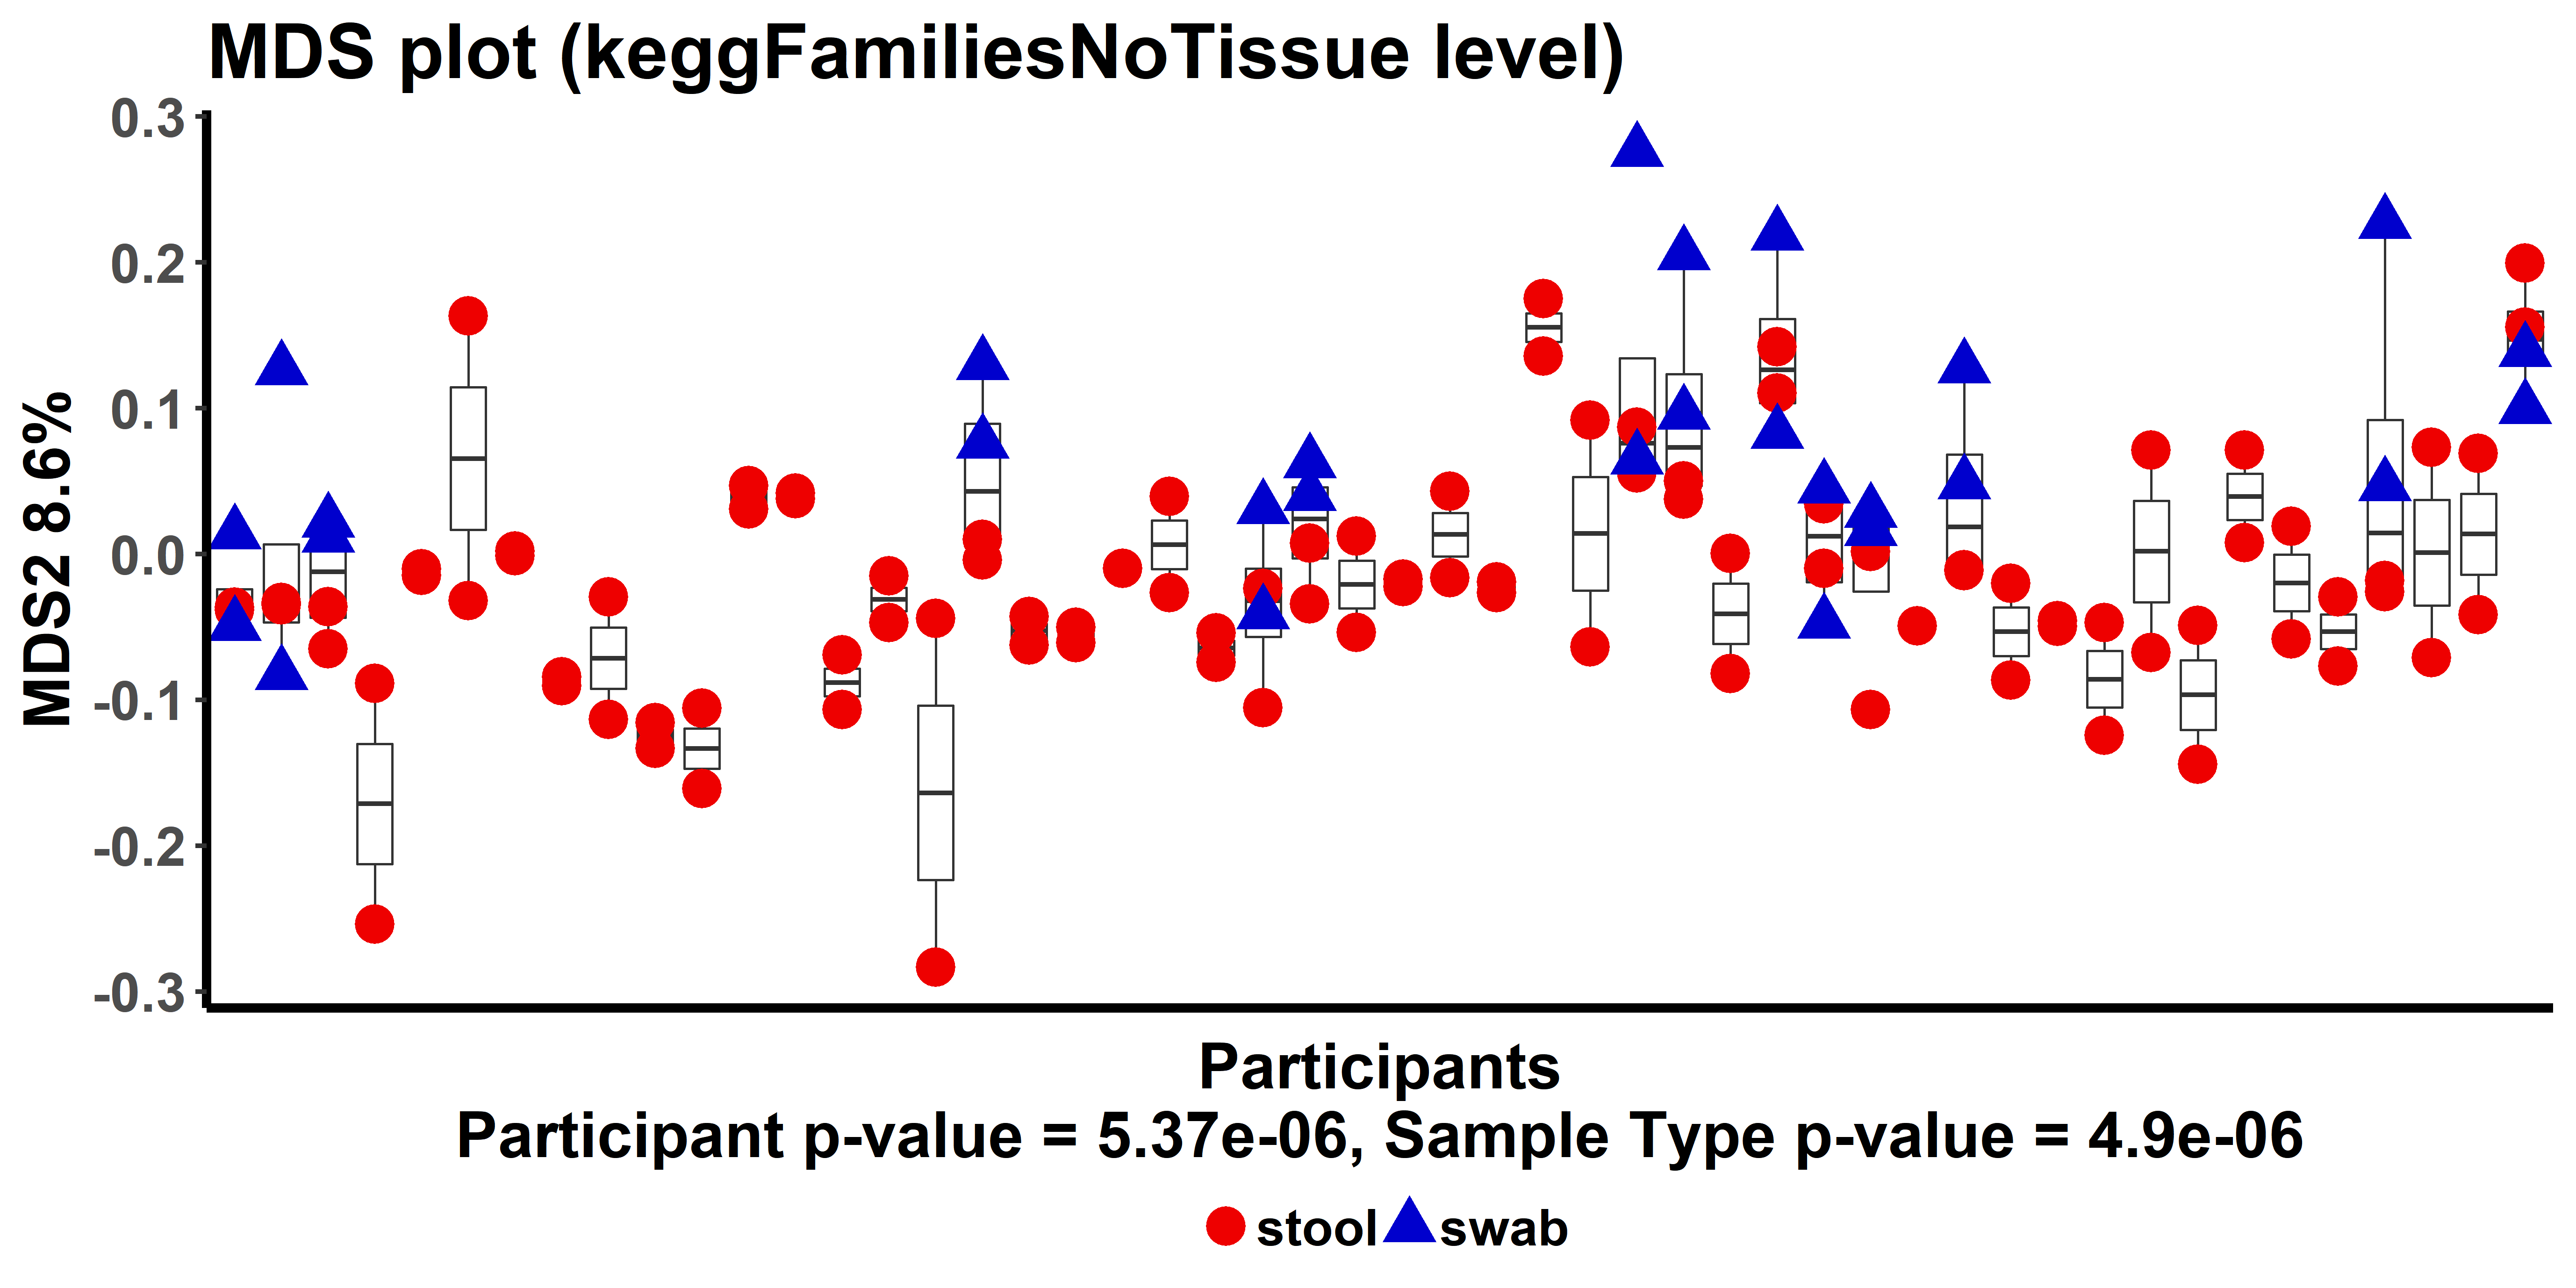 MDS plot (keggFamiliesNoTissue level)
MDS2 8.6%
0.3
0.2
0.1
0.0
-0.1
-0.2
-0.3
Participants
Participant p-value = 5.37e-06, Sample Type p-value = 4.9e-06
stool swab